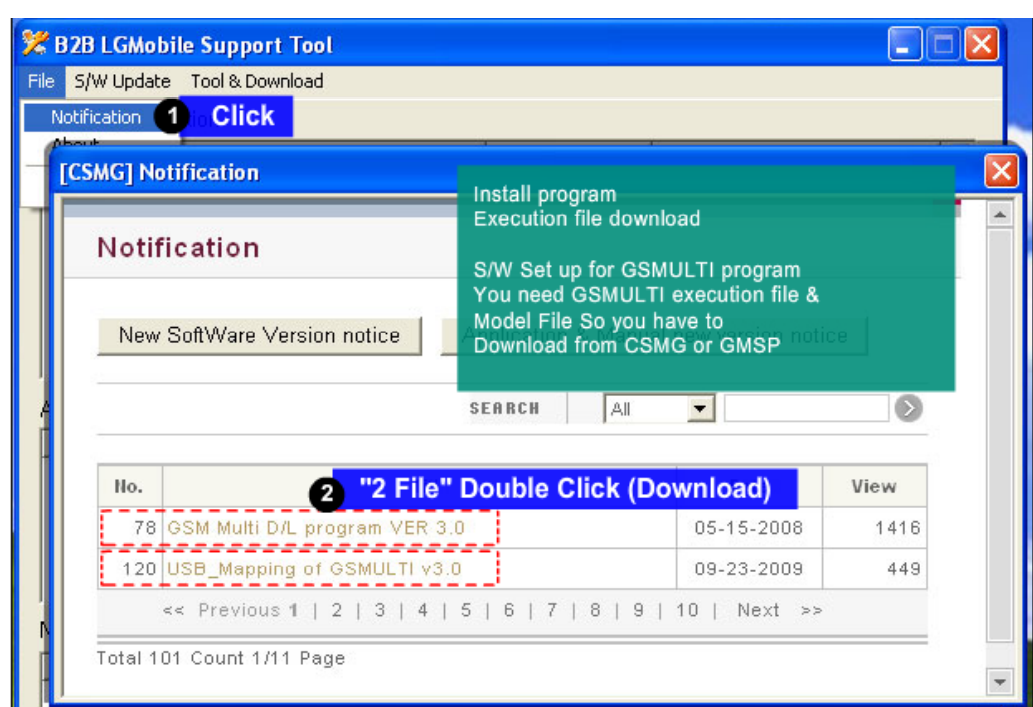 B2B LGMobile Support Tool
File S/W Update Tool & Download
Notification 1 Click
About
[CSMG] Notification
Install program
Execution file download
Notification
S/W Set up for GSMULTI program
You need GSMULTI execution file &
Model File So you have to
Download from CSMG or GMSP
New SoftWare Version notice
SEARCH All
No. 2 "2 File" Double Click (Download) View
78 GSM Multi D/L program VER 3.0 05-15-2008 1416
120 USB_Mapping of GSMULTI v3.0 09-23-2009 449
<< Previous 1 | 2 | 3 | 4 | 5 | 6 | 7 | 8 | 9 | 10 | Next >>
Total 101 Count 1/11 Page